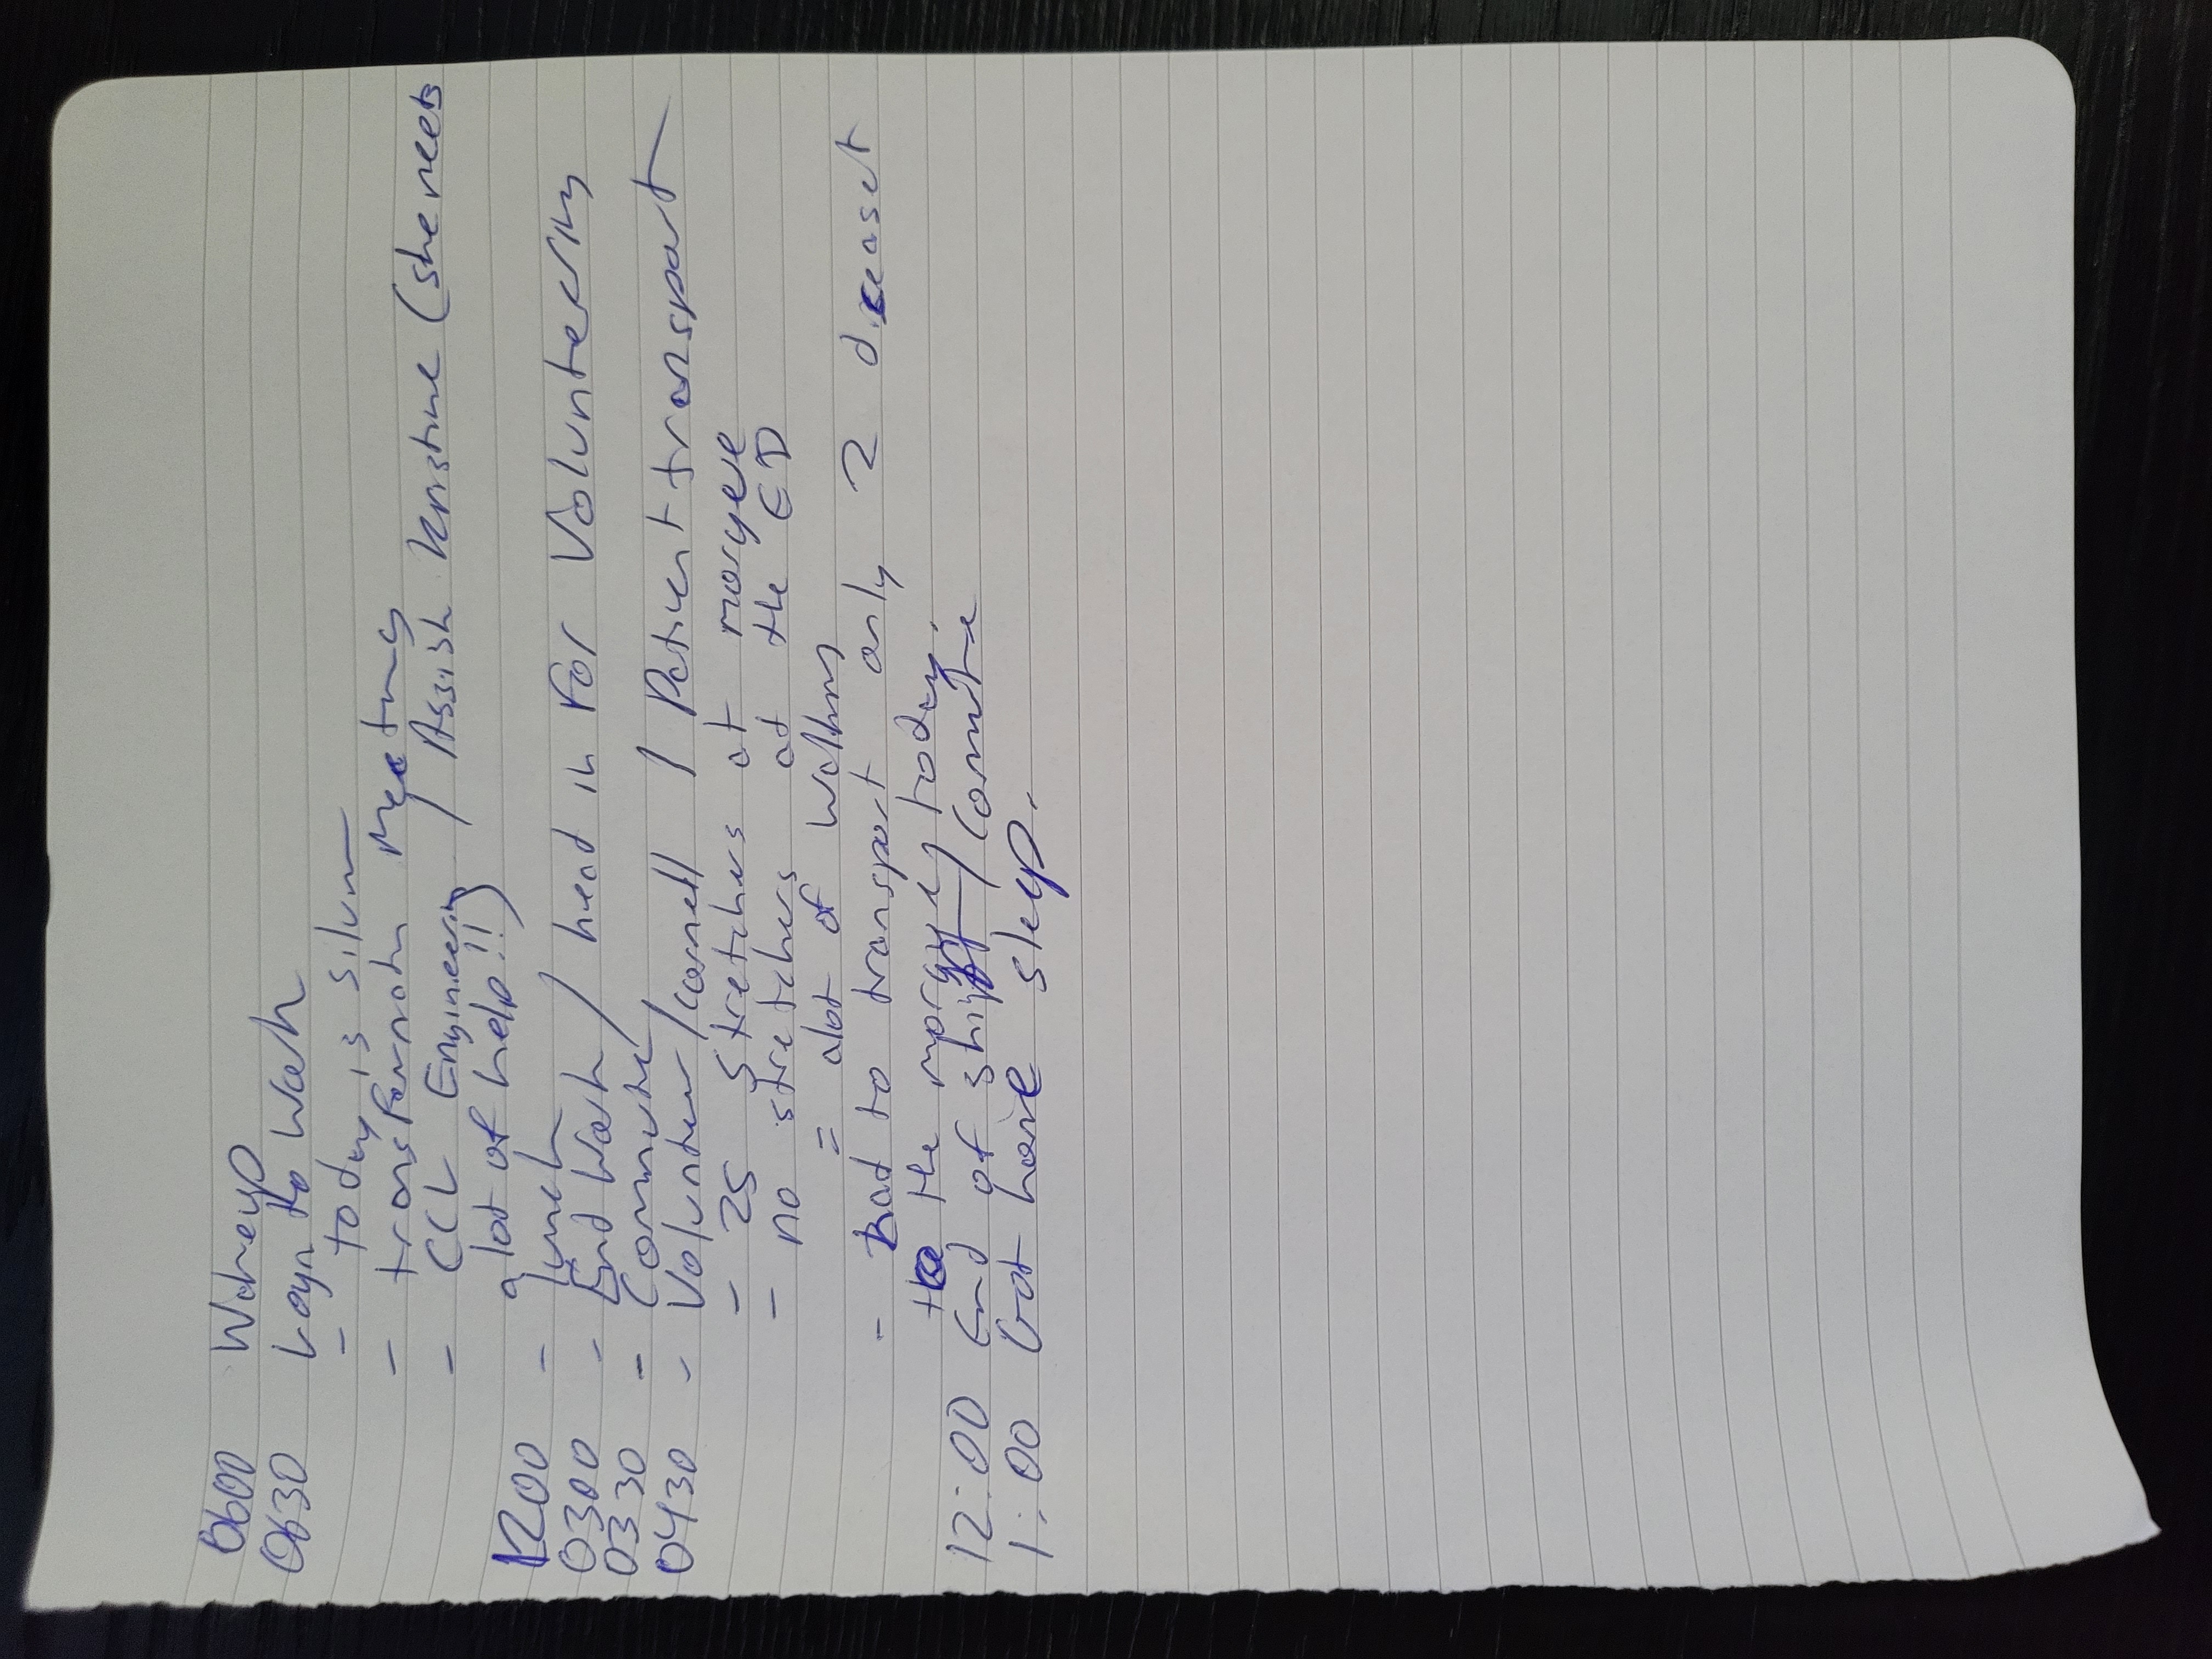 0600 Wakeup
0630 Login to Work
- today is silver
- transformation Meeting
- CCL Engineering / Assist Kristine (she needs
a lot of help!!)
1200 - lunch
0300 - End Work / head in for Volunteering
0330 - Commute
0430 - Volunteer/cornell / Patient transport
- 25 stretchers at morgue
- no stretchers at the ED
= alot of Walking
- had to transport only 2 diseaset
to the morgue today.
12:00 End of shift / Commute
1:00 Got home sleep.